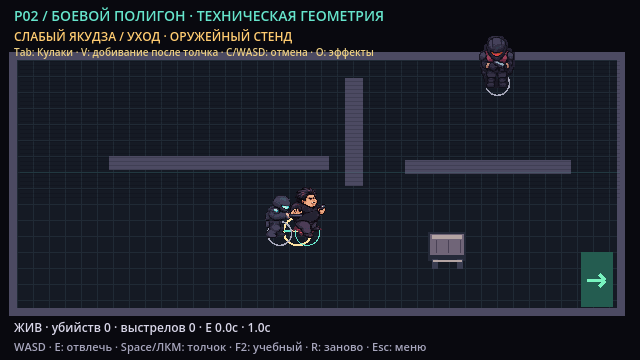 P02 / БОЕВОЙ ПОЛИГОН · ТЕХНИЧЕСКАЯ ГЕОМЕТРИЯ
СЛАБЫЙ ЯКУДЗА / УХОД · ОРУЖЕЙНЫЙ СТЕНД
Tab: Кулаки · V: добивание после толчка · C/WASD: отмена · O: эффекты
ЖИВ · убийств 0 · выстрелов 0 · E 0.0с · 1.0с
WASD · E: отвлечь · Space/ЛКМ: толчок · F2: учебный · R: заново · Esc: меню